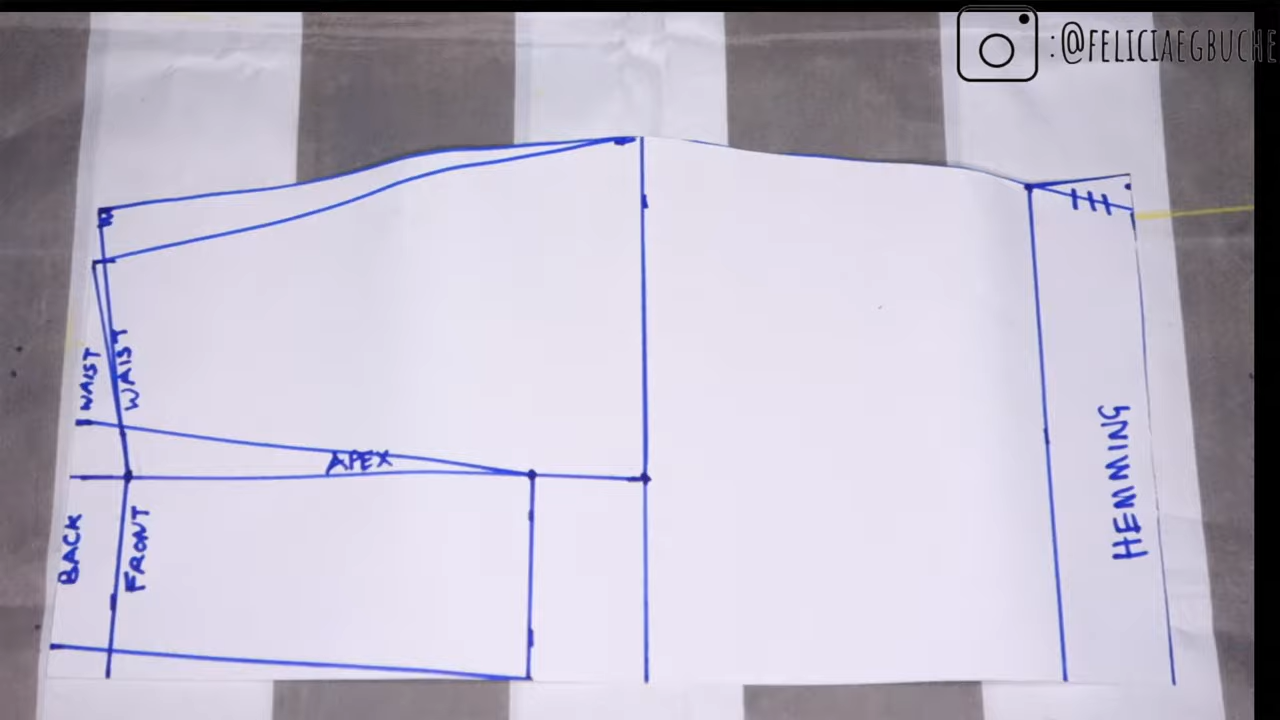 :@FELICIAEGBUCHE
WAIST
WAIST
APEX
BACK
FRONT
HEMMING